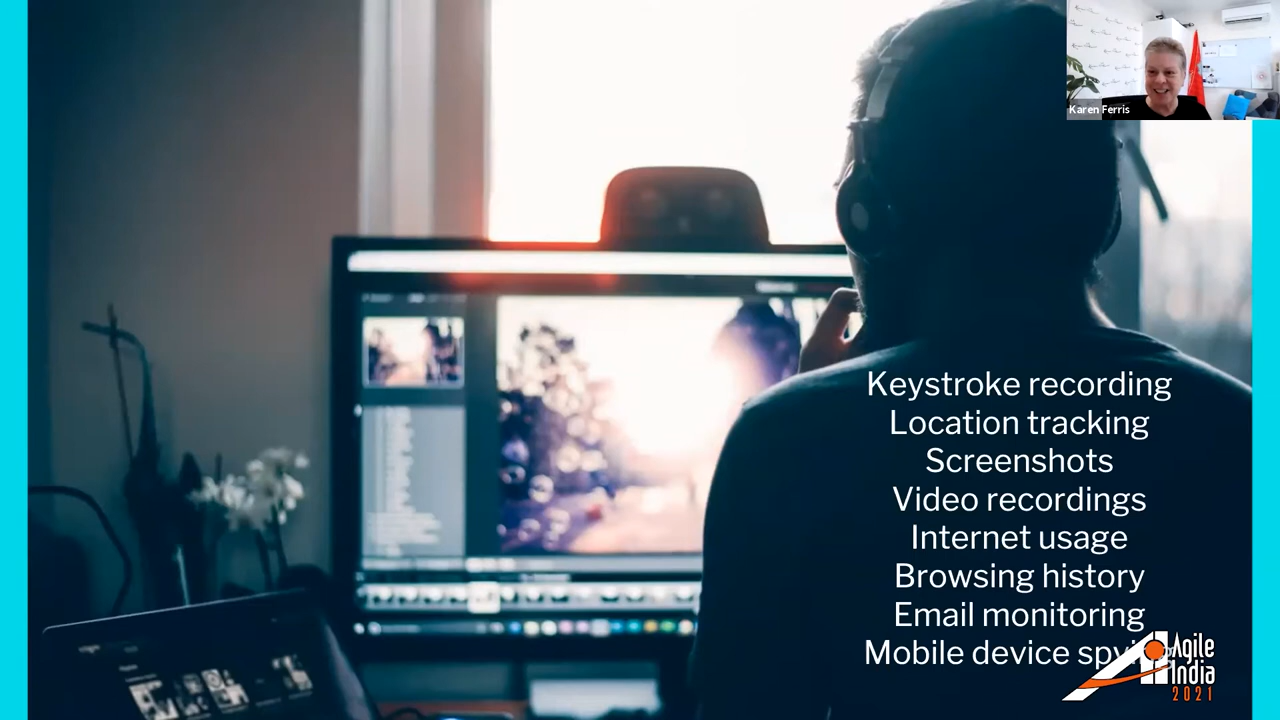 Karen Ferris
Keystroke recording
Location tracking
Screenshots
Video recordings
Internet usage
Browsing history
Email monitoring
Mobile device
Agile
India
2021